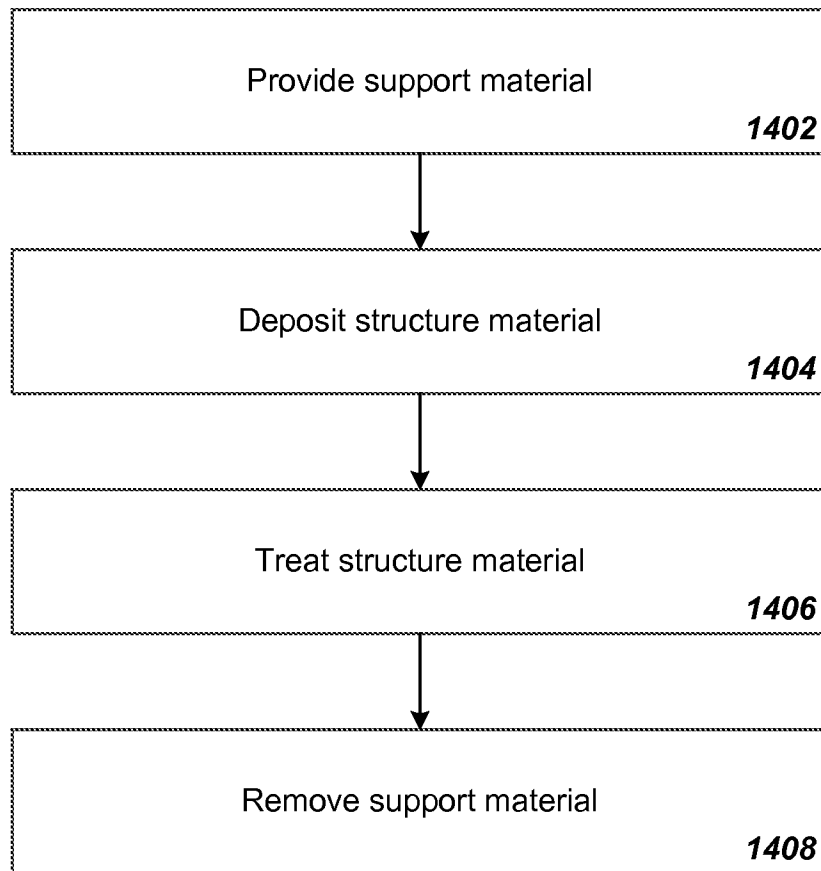 Provide support material
1402
Deposit structure material
1404
Treat structure material
1406
Remove support material
1408